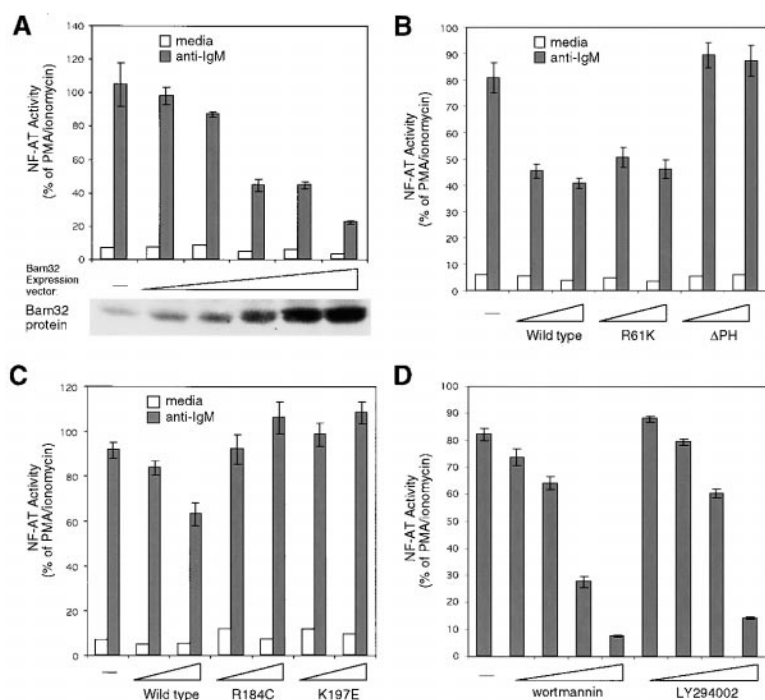 A
NF-AT Activity
(% of PMA/ionomycin)
140
120
100
80
60
40
20
0
media
anti-IgM
Bam32
Expression
vector:
—
Bam32
protein
B
NF-AT Activity
(% of PMA/ionomycin)
100
90
80
70
60
50
40
30
20
10
0
media
anti-IgM
—
Wild type
R61K
ΔPH
C
NF-AT Activity
(% of PMA/ionomycin)
120
100
80
60
40
20
0
media
anti-IgM
—
Wild type
R184C
K197E
D
NF-AT Activity
(% of PMA/ionomycin)
100
90
80
70
60
50
40
30
20
10
0
—
wortmannin
LY294002